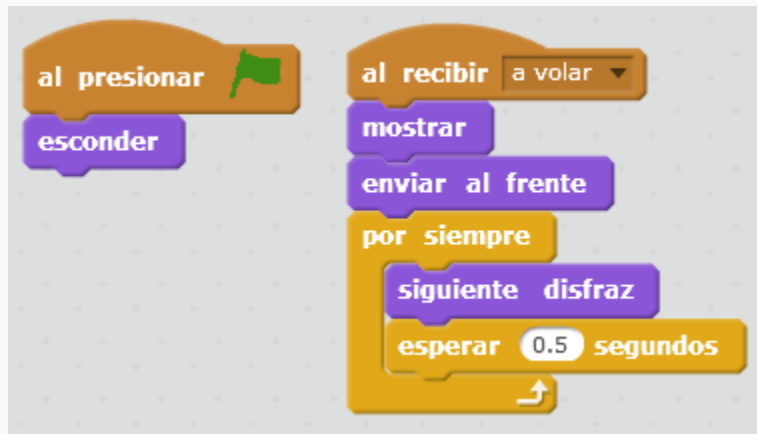 al presionar
esconder
al recibir a volar
mostrar
enviar al frente
por siempre
siguiente disfraz
esperar 0.5 segundos